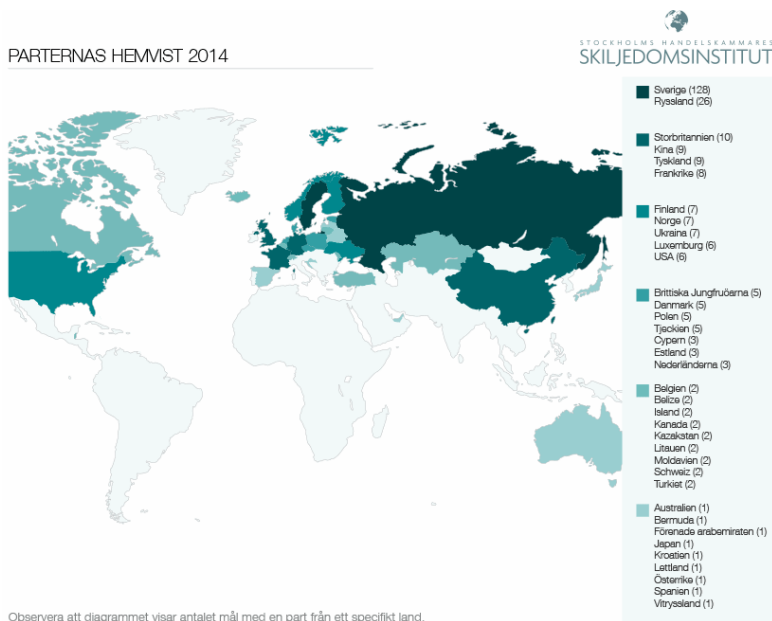 STOCKHOLMS HANDELSKAMMARES
SKILJEDOMSINSTITUT
PARTERNAS HEMVIST 2014
Sverige (128)
Ryssland (26)
Storbritannien (10)
Kina (9)
Tyskland (9)
Frankrike (8)
Finland (7)
Norge (7)
Ukraina (7)
Luxemburg (6)
USA (6)
Brittiska Jungfruöarna (5)
Danmark (5)
Polen (5)
Tjeckien (5)
Cypern (3)
Estland (3)
Nederländerna (3)
Belgien (2)
Belize (2)
Island (2)
Kanada (2)
Kazakstan (2)
Litauen (2)
Moldavien (2)
Schweiz (2)
Turkiet (2)
Australien (1)
Bermuda (1)
Förenade arabemiraten (1)
Japan (1)
Kroatien (1)
Lettland (1)
Österrike (1)
Spanien (1)
Vitryssland (1)
Observera att diagrammet visar antalet mål med en part från ett specifikt land.